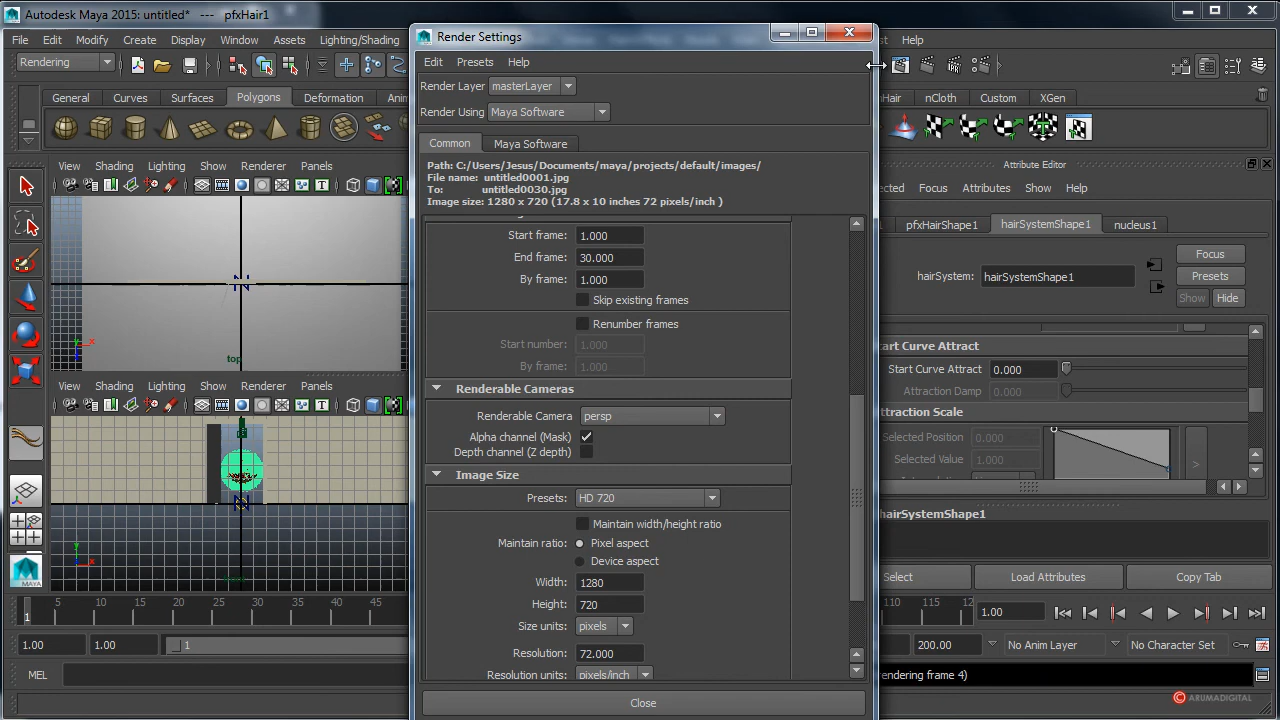 Autodesk Maya 2015: untitled*   ---   pfxHair1
File Edit Modify Create Display Window Assets Lighting/Shading
Help
Rendering
General Curves Surfaces Polygons Deformation
nCloth Custom XGen
Render Settings
Edit Presets Help
Render Layer masterLayer
Render Using Maya Software
Common Maya Software
Path: C:/Users/Jesus/Documents/maya/projects/default/images/
File name: untitled0001.jpg
To: untitled0030.jpg
Image size: 1280 x 720 (17.8 x 10 inches 72 pixels/inch )
Start frame: 1.000
End frame: 30.000
By frame: 1.000
Skip existing frames
Renumber frames
Start number: 1.000
By frame: 1.000
Renderable Cameras
Renderable Camera persp
Alpha channel (Mask)
Depth channel (Z depth)
Image Size
Presets: HD 720
Maintain width/height ratio
Maintain ratio: Pixel aspect
Device aspect
Width: 1280
Height: 720
Size units: pixels
Resolution: 72.000
Resolution units: pixels/inch
Close
View Shading Lighting Show Renderer Panels
top
View Shading Lighting Show Renderer Panels
MAYA
Attribute Editor
Focus Attributes Show Help
pfxHairShape1 hairSystemShape1 nucleus1
hairSystem: hairSystemShape1
Focus
Presets
Show Hide
Start Curve Attract
Start Curve Attract 0.000
Attraction Damp 0.000
Attraction Scale
Selected Position 0.000
Selected Value 1.000
hairSystemShape1
Select Load Attributes Copy Tab
1 5 10 15 20 25 30 35 40 45
110 115 12
1.00
1.00 1.00 1
200.00 No Anim Layer No Character Set
MEL
rendering frame 4)
C ARUMADIGITAL